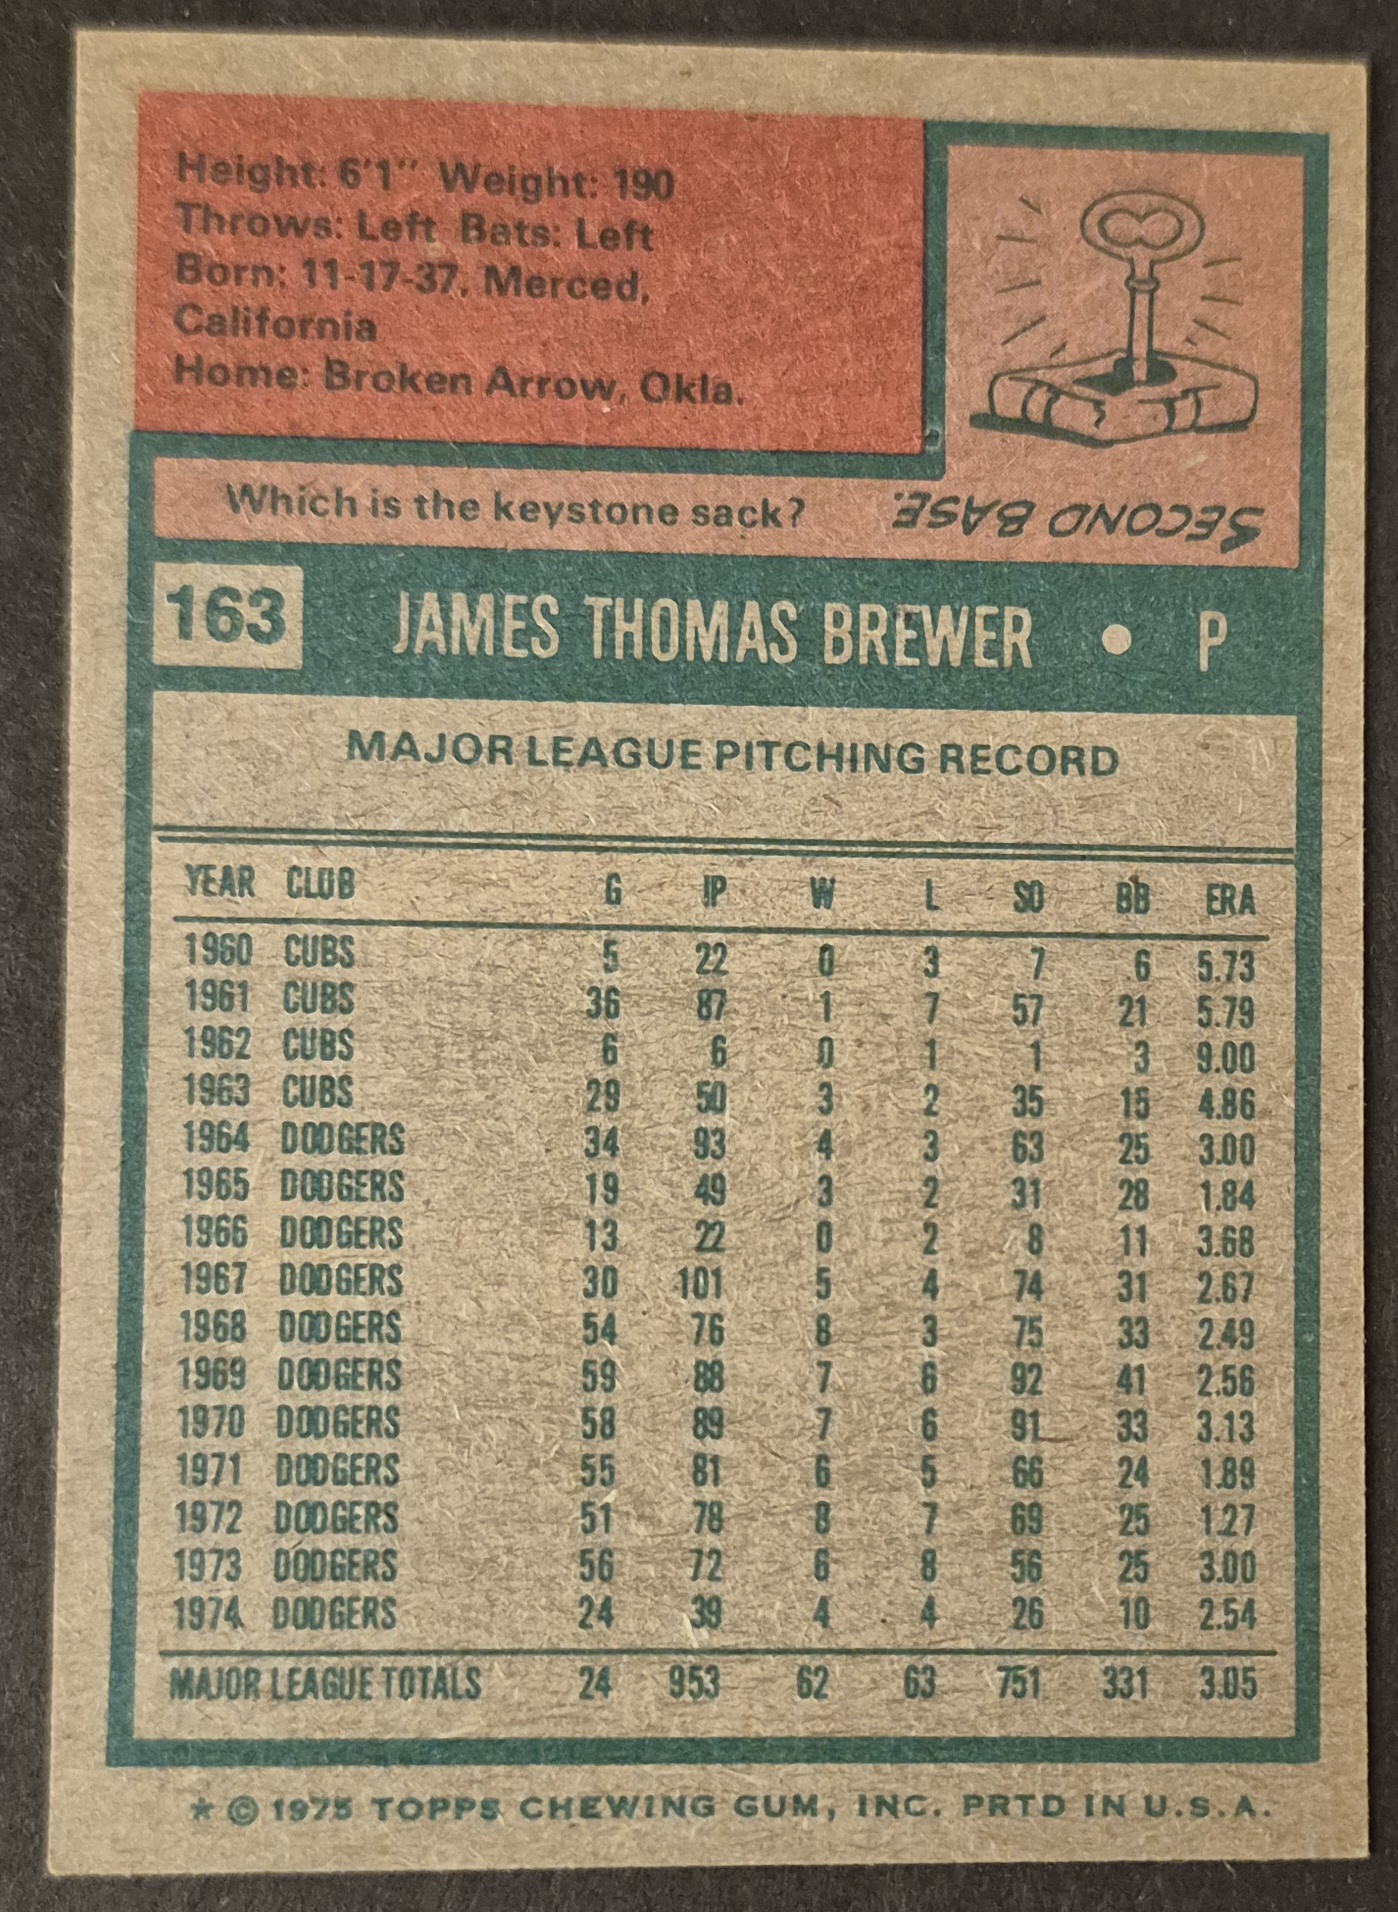 Height: 6'1" Weight: 190
Throws: Left Bats: Left
Born: 11-17-37, Merced,
California
Home: Broken Arrow, Okla.
Which is the keystone sack?
SECOND BASE.
163 JAMES THOMAS BREWER • P
MAJOR LEAGUE PITCHING RECORD
YEAR CLUB G IP W L SO BB ERA
1960 CUBS 5 22 0 3 7 6 5.73
1961 CUBS 36 87 1 7 57 21 5.79
1962 CUBS 6 6 0 1 1 3 9.00
1963 CUBS 29 50 3 2 35 15 4.86
1964 DODGERS 34 93 4 3 63 25 3.00
1965 DODGERS 19 49 3 2 31 28 1.84
1966 DODGERS 13 22 0 2 8 11 3.68
1967 DODGERS 30 101 5 4 74 31 2.67
1968 DODGERS 54 76 8 3 75 33 2.49
1969 DODGERS 59 88 7 6 92 41 2.56
1970 DODGERS 58 89 7 6 91 33 3.13
1971 DODGERS 55 81 6 5 66 24 1.89
1972 DODGERS 51 78 8 7 69 25 1.27
1973 DODGERS 56 72 6 8 56 25 3.00
1974 DODGERS 24 39 4 4 26 10 2.54
MAJOR LEAGUE TOTALS 24 953 62 63 751 331 3.05
* © 1975 TOPPS CHEWING GUM, INC. PRTD IN U.S.A.